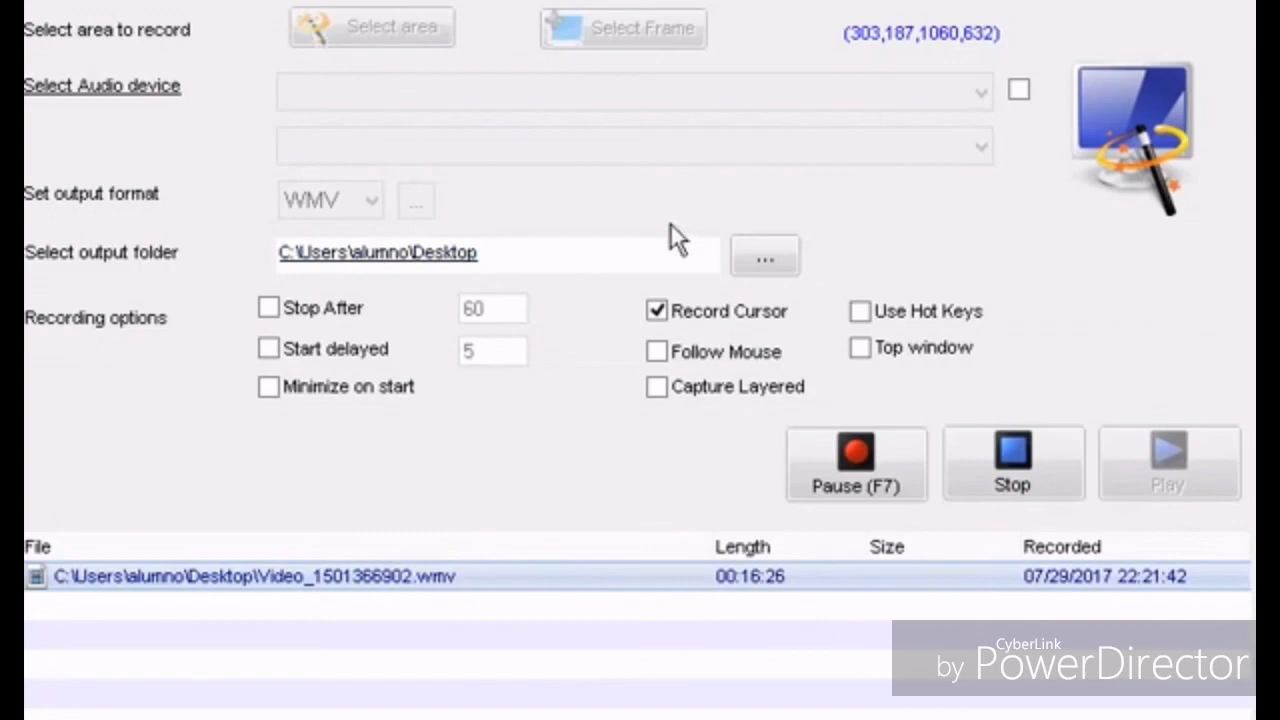 Select area to record
Select area
Select Frame
(303,187,1060,632)
Select Audio device
Set output format
WMV
...
Select output folder
C:\Users\alumno\Desktop
...
Recording options
Stop After
60
Record Cursor
Use Hot Keys
Start delayed
5
Follow Mouse
Top window
Minimize on start
Capture Layered
Pause (F7)
Stop
Play
File Length Size Recorded
C:\Users\alumno\Desktop\Video_1501366902.wmv 00:16:26 07/29/2017 22:21:42
CyberLink
by PowerDirector